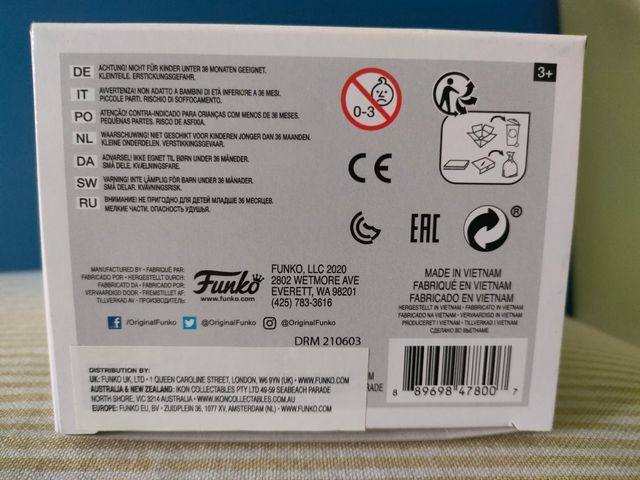 DE ACHTUNG! NICHT FÜR KINDER UNTER 36 MONATEN GEEIGNET.
KLEINTEILE. ERSTICKUNGSGEFAHR.
IT AVVERTENZA! NON ADATTO A BAMBINI DI ETÀ INFERIORE A 36 MESI.
PICCOLE PARTI. RISCHIO DI SOFFOCAMENTO.
PO ATENÇÃO! CONTRA-INDICADO PARA CRIANÇAS COM MENOS DE 36 MESES.
PEQUENAS PARTES. RISCO DE ASFIXIA.
NL WAARSCHUWING! NIET GESCHIKT VOOR KINDEREN JONGER DAN 36 MAANDEN.
KLEINE ONDERDELEN. VERSTIKKINGSGEVAAR.
DA ADVARSEL! IKKE EGNET TIL BØRN UNDER 36 MÅNEDER.
SMÅ DELE. KVÆLNINGSFARE.
SW VARNING! INTE LÄMPLIG FÖR BARN UNDER 36 MÅNADER.
SMÅ DELAR. KVÄVNINGSRISK.
RU ВНИМАНИЕ! НЕ ПРИГОДНО ДЛЯ ДЕТЕЙ МЛАДШЕ 36 МЕСЯЦЕВ.
МЕЛКИЕ ЧАСТИ. ОПАСНОСТЬ УДУШЬЯ.
0-3
3+
CE
EAC
®
MANUFACTURED BY • FABRIQUÉ PAR:
FABRICADO POR • HERGESTELLT DURCH:
FABBRICATO DA • FABRICADO POR:
VERVAARDIGD DOOR • FREMSTILLET AF:
TILLVERKAD AV • ПРОИЗВОДИТЕЛЬ:
Funko
www.funko.com
FUNKO, LLC 2020
2802 WETMORE AVE
EVERETT, WA 98201
(425) 783-3616
/OriginalFunko @OriginalFunko @OriginalFunko
DRM 210603
MADE IN VIETNAM
FABRIQUÉ EN VIETNAM
FABRICADO EN VIETNAM
HERGESTELLT IN VIETNAM • FABBRICATO IN VIETNAM
FABRICADO NA VIETNAM • VERVAARDIGD IN VIETNAM
PRODUCERET I VIETNAM • TILLVERKAD I VIETNAM
СДЕЛАНО ВО ВЬЕТНАМЕ
8 89698 47800 7
DISTRIBUTION BY:
UK: FUNKO UK, LTD • 1 QUEEN CAROLINE STREET, LONDON, W6 9YN (UK) • WWW.FUNKO.COM
AUSTRALIA & NEW ZEALAND: IKON COLLECTABLES PTY LTD 49-59 SEABEACH PARADE
NORTH SHORE, VIC 3214 AUSTRALIA • WWW.IKONCOLLECTABLES.COM.AU
EUROPE: FUNKO EU, BV • ZUIDPLEIN 36, 1077 XV, AMSTERDAM (NL) • WWW.FUNKO.COM